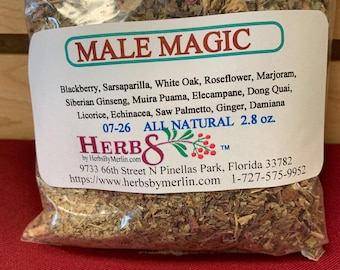 MALE MAGIC
Blackberry, Sarsaparilla, White Oak, Roseflower, Marjoram,
Siberian Ginseng, Muira Puama, Elecampane, Dong Quai,
Licorice, Echinacea, Saw Palmetto, Ginger, Damiana
07-26 ALL NATURAL 2.8 oz.
HERBS TM
by HerbsByMerlin.com
9733 66th Street N Pinellas Park, Florida 33782
www.herbsbymerlin.com 1-727-575-9952